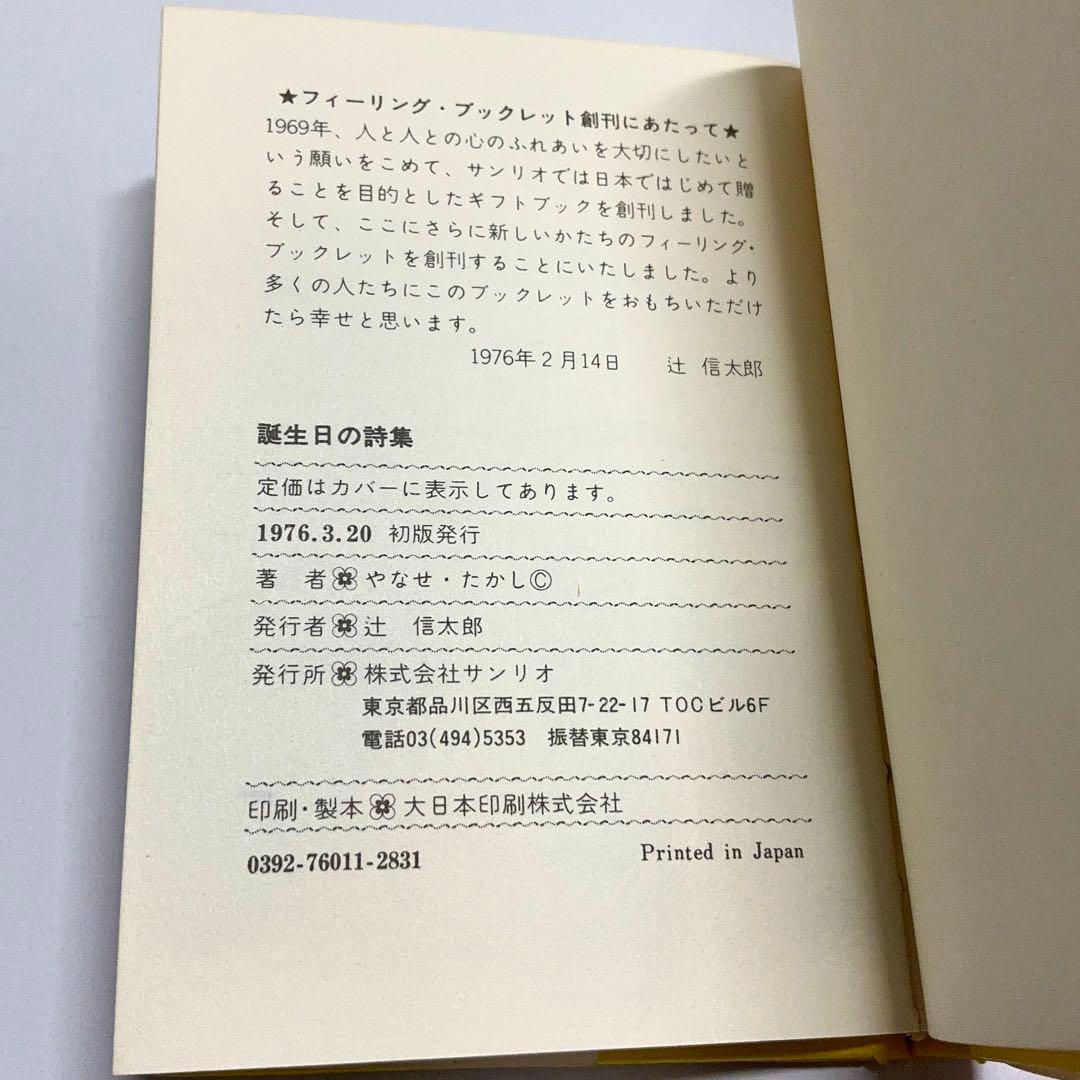 ★フィーリング・ブックレット創刊にあたって★
1969年、人と人との心のふれあいを大切にしたいと
いう願いをこめて、サンリオでは日本ではじめて贈
ることを目的としたギフトブックを創刊しました。
そして、ここにさらに新しいかたちのフィーリング・
ブックレットを創刊することにいたしました。より
多くの人たちにこのブックレットをおもちいただけ
たら幸せと思います。
1976年2月14日　辻 信太郎
誕生日の詩集
定価はカバーに表示してあります。
1976.3.20 初版発行
著　者 やなせ・たかしⒸ
発行者 辻　信太郎
発行所 株式会社サンリオ
東京都品川区西五反田7-22-17 TOCビル6F
電話03(494)5353　振替東京84171
印刷・製本 大日本印刷株式会社
0392-76011-2831
Printed in Japan